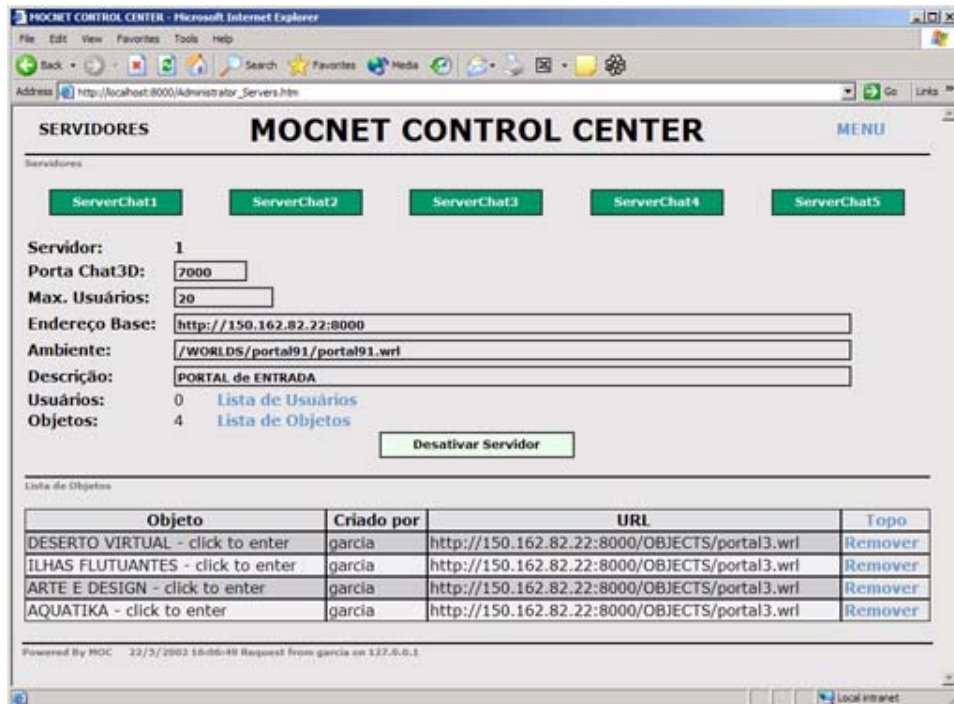 MOCNET CONTROL CENTER - Microsoft Internet Explorer
File Edit View Favorites Tools Help
Back Search Favorites Media
Address http://localhost:8000/Administrator_Servers.htm Go Links »
SERVIDORES MOCNET CONTROL CENTER MENU
Servidores
ServerChat1 ServerChat2 ServerChat3 ServerChat4 ServerChat5
Servidor: 1
Porta Chat3D: 7000
Max. Usuários: 20
Endereço Base: http://150.162.82.22:8000
Ambiente: /WORLDS/portal91/portal91.wrl
Descrição: PORTAL de ENTRADA
Usuários: 0 Lista de Usuários
Objetos: 4 Lista de Objetos
Desativar Servidor
Lista de Objetos
Objeto Criado por URL Topo
DESERTO VIRTUAL - click to enter garcia http://150.162.82.22:8000/OBJECTS/portal3.wrl Remover
ILHAS FLUTUANTES - click to enter garcia http://150.162.82.22:8000/OBJECTS/portal3.wrl Remover
ARTE E DESIGN - click to enter garcia http://150.162.82.22:8000/OBJECTS/portal3.wrl Remover
AQUATIKA - click to enter garcia http://150.162.82.22:8000/OBJECTS/portal3.wrl Remover
Powered By MOC Request from garcia on 127.0.0.1
Local intranet